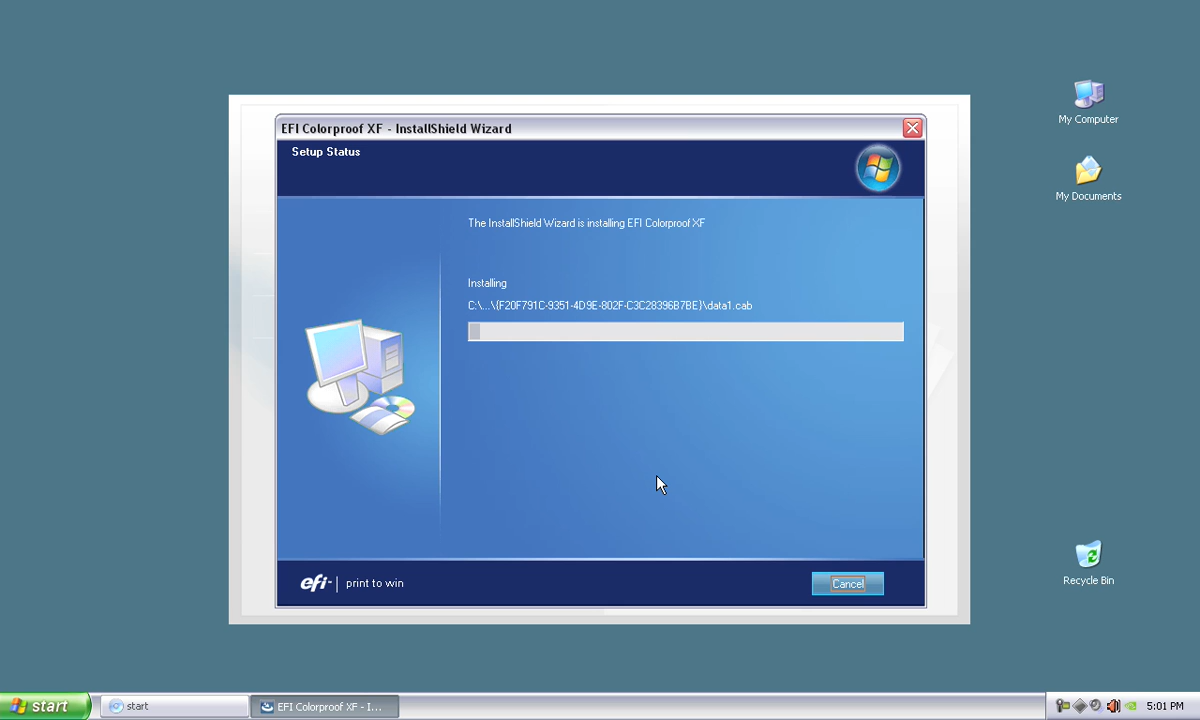 My Computer
My Documents
EFI Colorproof XF - InstallShield Wizard
Setup Status
The InstallShield Wizard is installing EFI Colorproof XF
Installing
C:\...\{F20F791C-9351-4D9E-802F-C3C28396B7BE}\data1.cab
efi
print to win
Cancel
Recycle Bin
start
start
EFI Colorproof XF - I...
5:01 PM